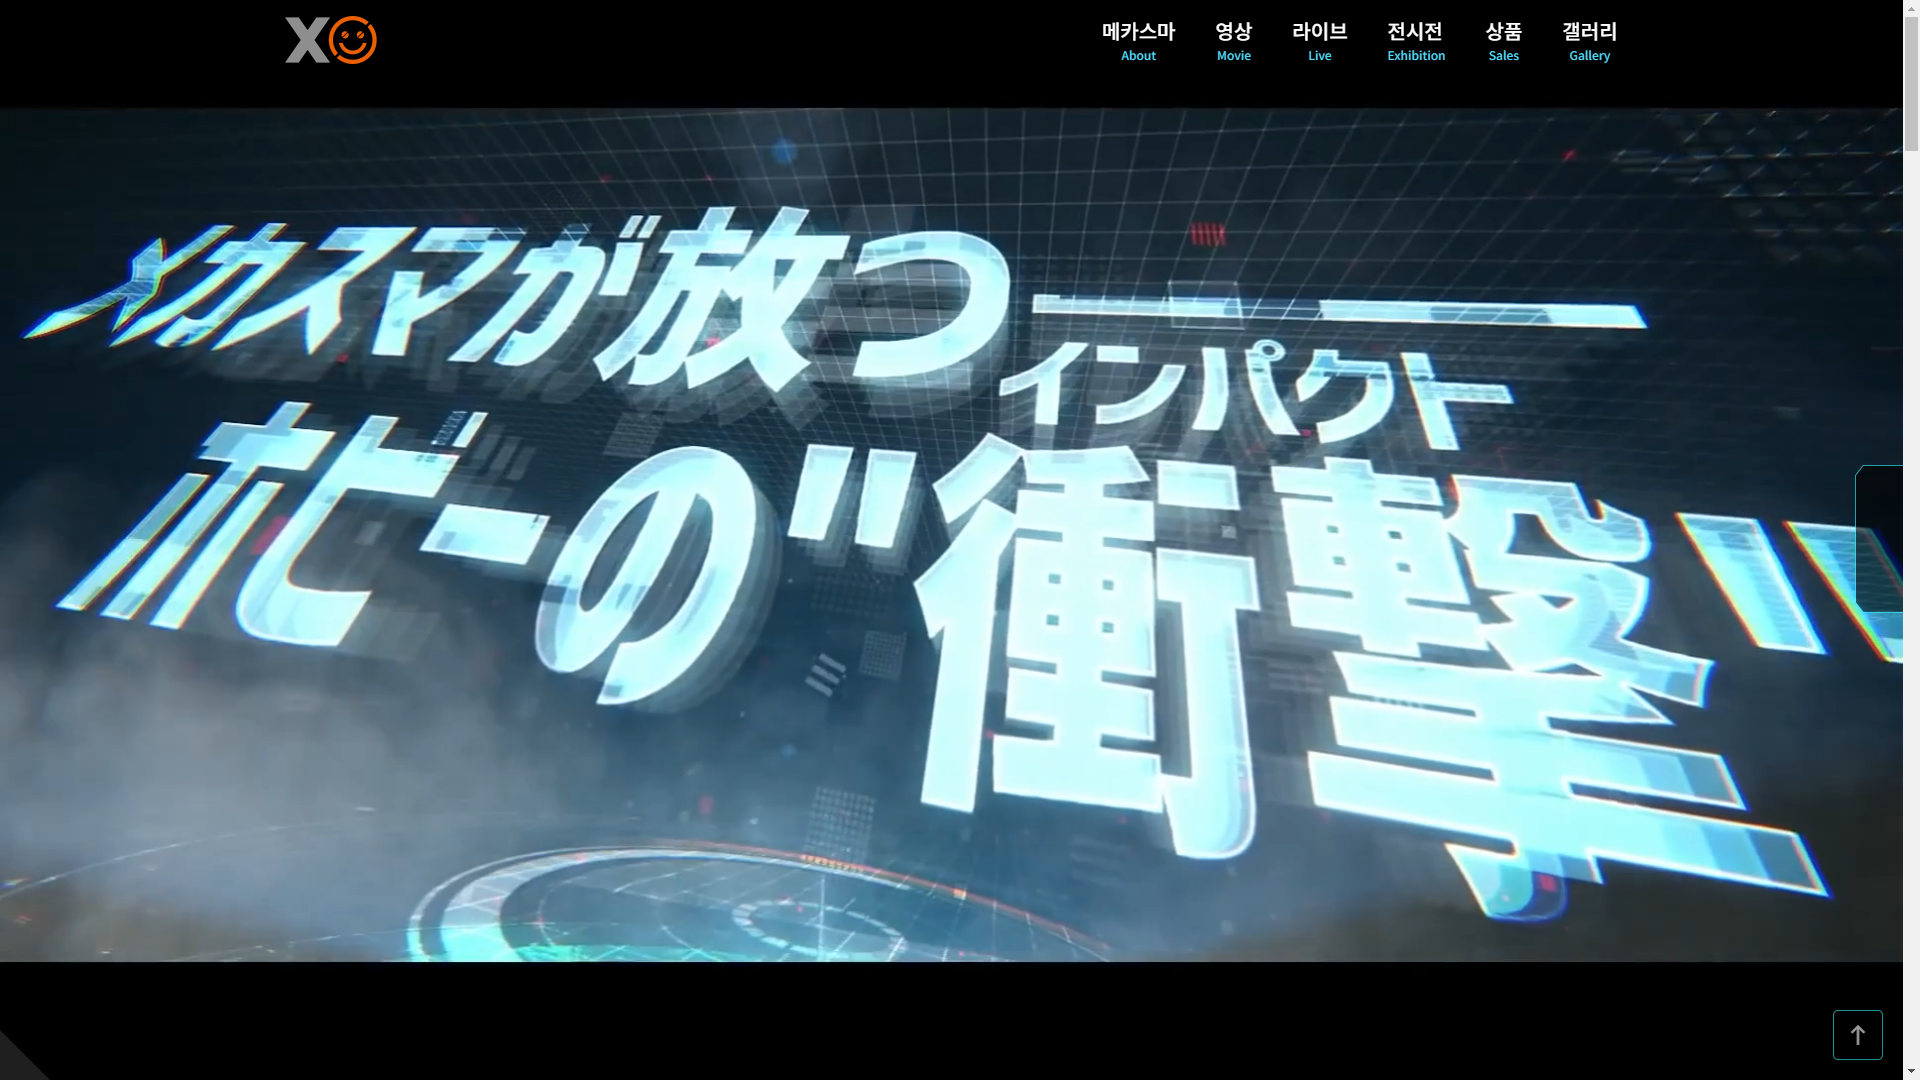 XO
메카스마 영상 라이브 전시전 상품 갤러리
About Movie Live Exhibition Sales Gallery
メカスマが放つ—
インパクト
ホビーの"衝撃"